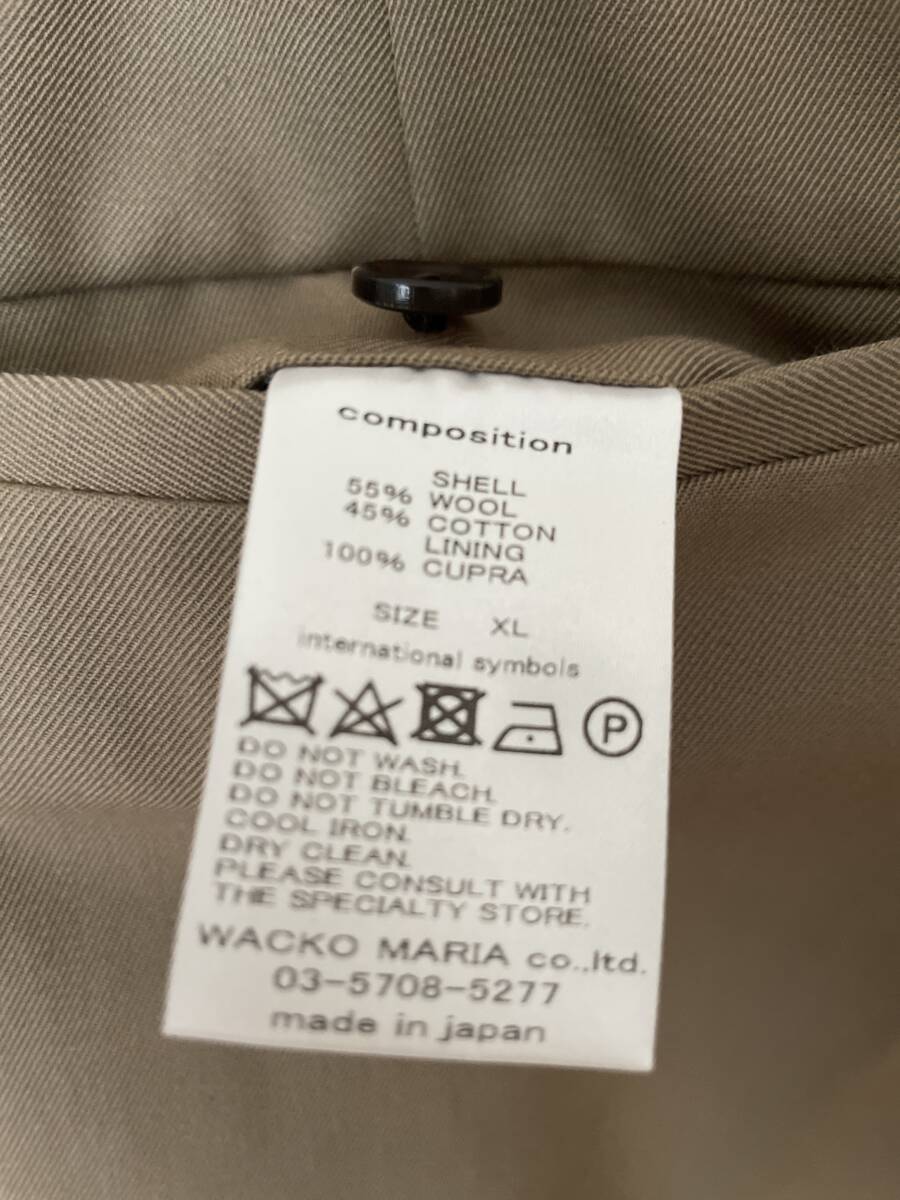 composition
SHELL
55% WOOL
45% COTTON
LINING
100% CUPRA
SIZE XL
international symbols
P
DO NOT WASH.
DO NOT BLEACH.
DO NOT TUMBLE DRY.
COOL IRON.
DRY CLEAN.
PLEASE CONSULT WITH
THE SPECIALTY STORE.
WACKO MARIA co.,ltd.
03-5708-5277
made in japan